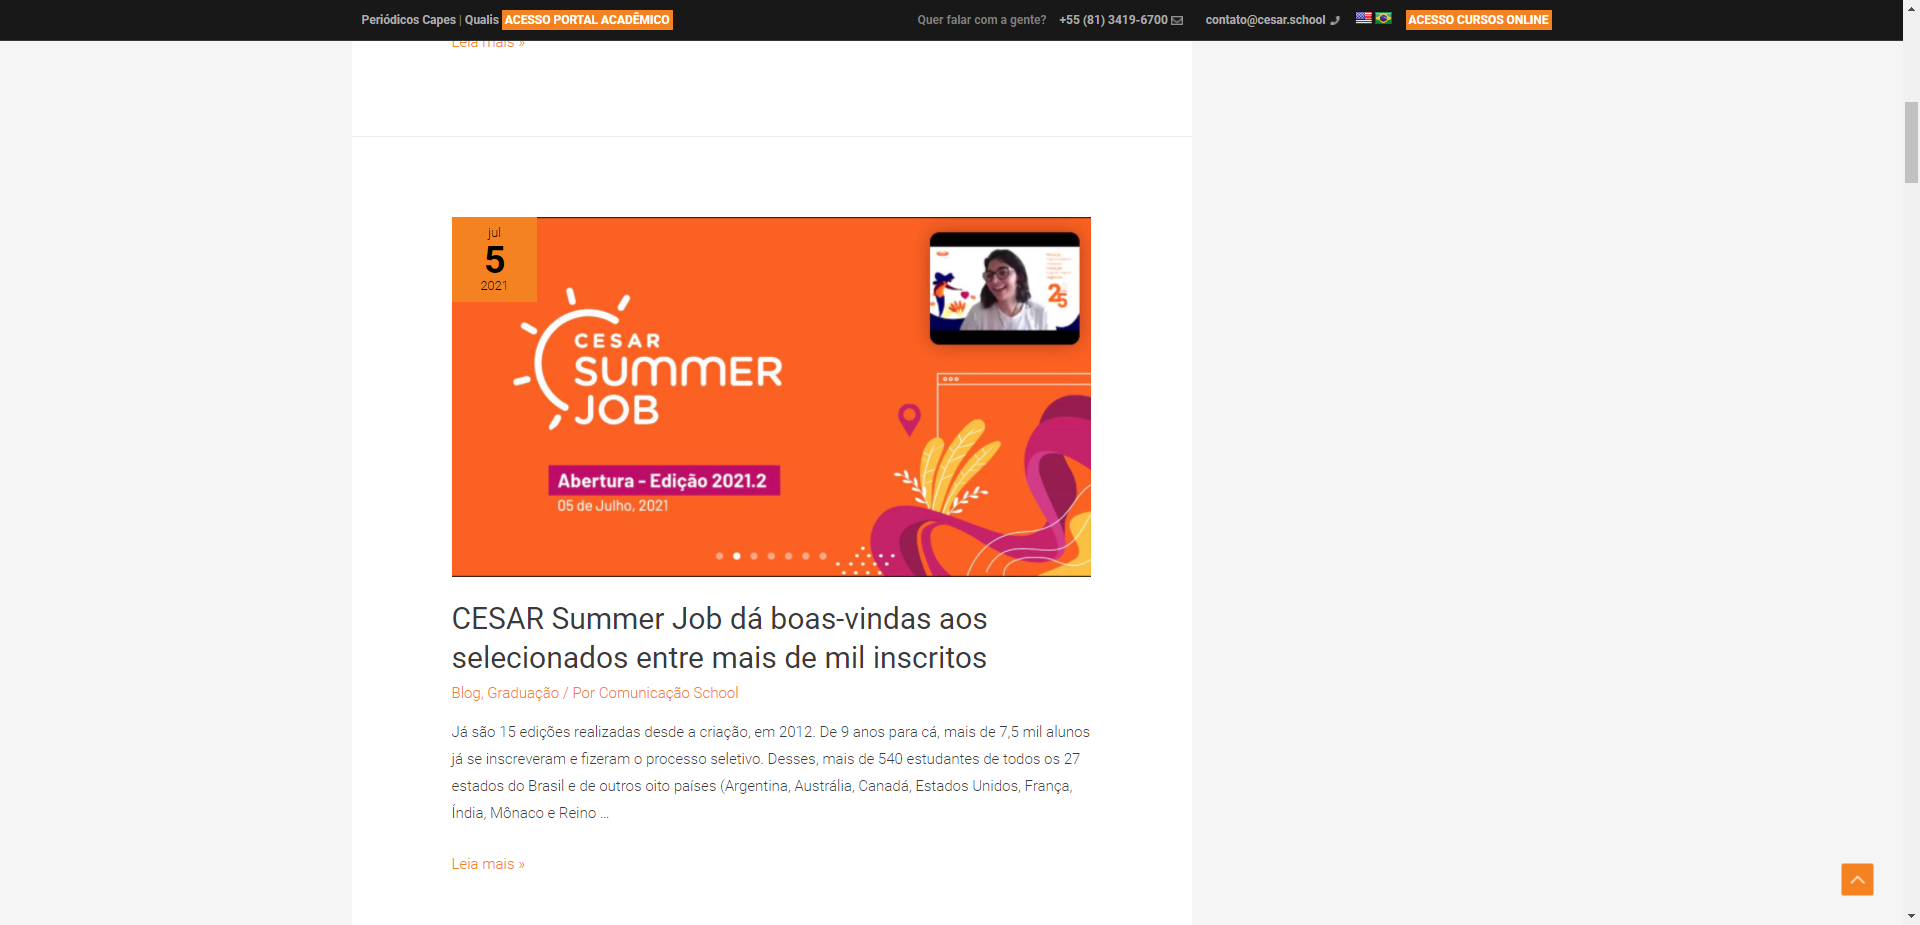 Periódicos Capes | Qualis ACESSO PORTAL ACADÊMICO
Quer falar com a gente? +55 (81) 3419-6700 contato@cesar.school ACESSO CURSOS ONLINE
Leia mais »
jul
5
2021
CESAR
SUMMER
JOB
25
Abertura - Edição 2021.2
05 de Julho, 2021
CESAR Summer Job dá boas-vindas aos
selecionados entre mais de mil inscritos
Blog, Graduação / Por Comunicação School
Já são 15 edições realizadas desde a criação, em 2012. De 9 anos para cá, mais de 7,5 mil alunos
já se inscreveram e fizeram o processo seletivo. Desses, mais de 540 estudantes de todos os 27
estados do Brasil e de outros oito países (Argentina, Austrália, Canadá, Estados Unidos, França,
Índia, Mônaco e Reino ...
Leia mais »